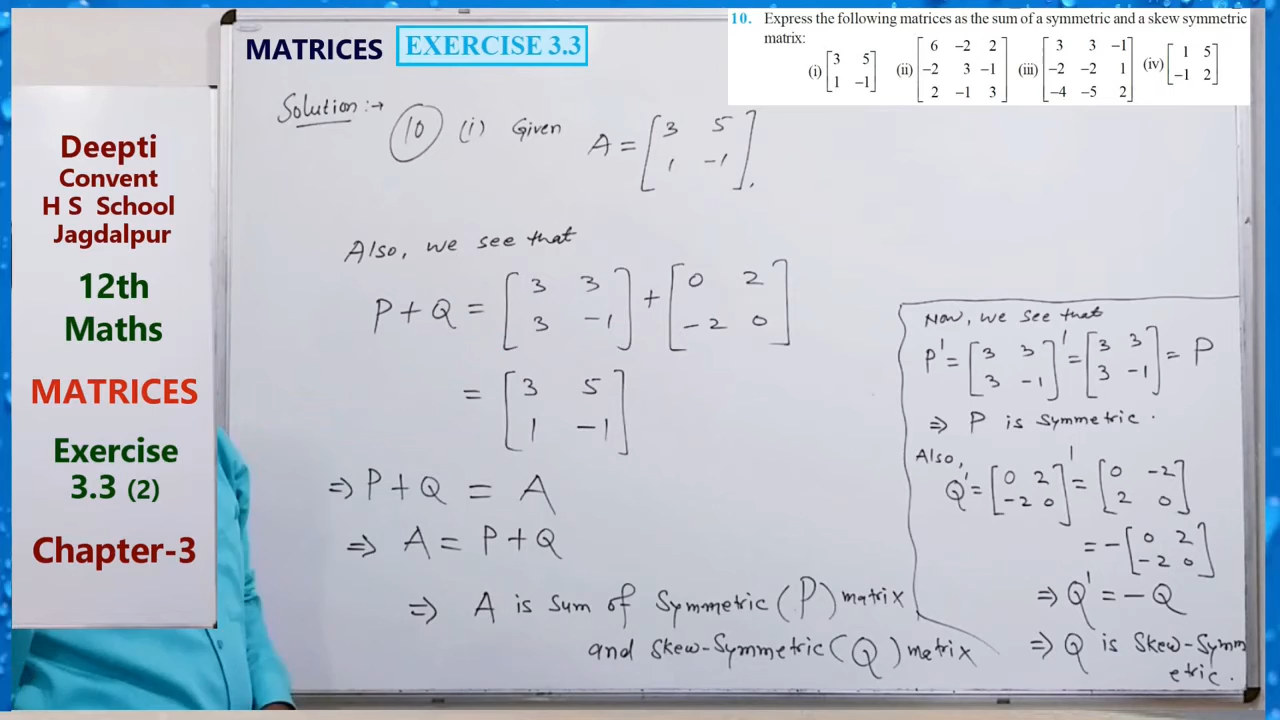 10. Express the following matrices as the sum of a symmetric and a skew symmetric
matrix:
(i) [3 5; 1 −1] (ii) [6 −2 2; −2 3 −1; 2 −1 3] (iii) [3 3 −1; −2 −2 1; −4 −5 2] (iv) [1 5; −1 2]
MATRICES EXERCISE 3.3
Deepti
Convent
H S School
Jagdalpur
12th
Maths
MATRICES
Exercise
3.3 (2)
Chapter-3
Solution :→
10 (i) Given A = [3 5; 1 -1].
Also, we see that
P + Q = [3 3; 3 -1] + [0 2; -2 0]
= [3 5; 1 -1]
⇒ P + Q = A
⇒ A = P + Q
⇒ A is sum of Symmetric (P) matrix
and Skew-Symmetric (Q) matrix
Now, we see that
P' = [3 3; 3 -1]' = [3 3; 3 -1] = P
⇒ P is symmetric.
Also,
Q' = [0 2; -2 0]' = [0 -2; 2 0]
= -[0 2; -2 0]
⇒ Q' = -Q
⇒ Q is Skew-Symm
etric.